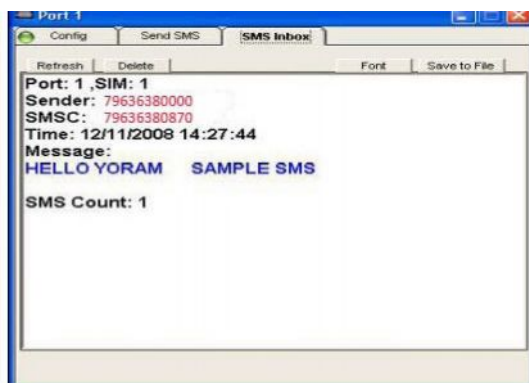 Port 1
Config Send SMS SMS Inbox
Refresh Delete Font Save to File
Port: 1 ,SIM: 1
Sender: 79636380000
SMSC: 79636380870
Time: 12/11/2008 14:27:44
Message:
HELLO YORAM SAMPLE SMS
SMS Count: 1